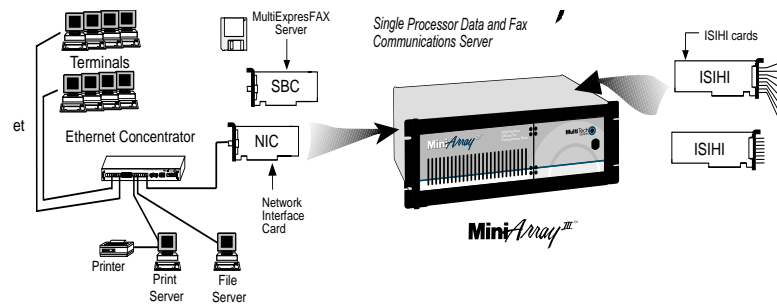 MultiExpresFAX
Server
Single Processor Data and Fax
Communications Server
ISIHI cards
Terminals
SBC
ISIHI
et
Ethernet Concentrator
NIC
MiniArray III
MultiTech
ISIHI
Network
Interface
Card
MiniArray III™
Printer
Print
Server
File
Server